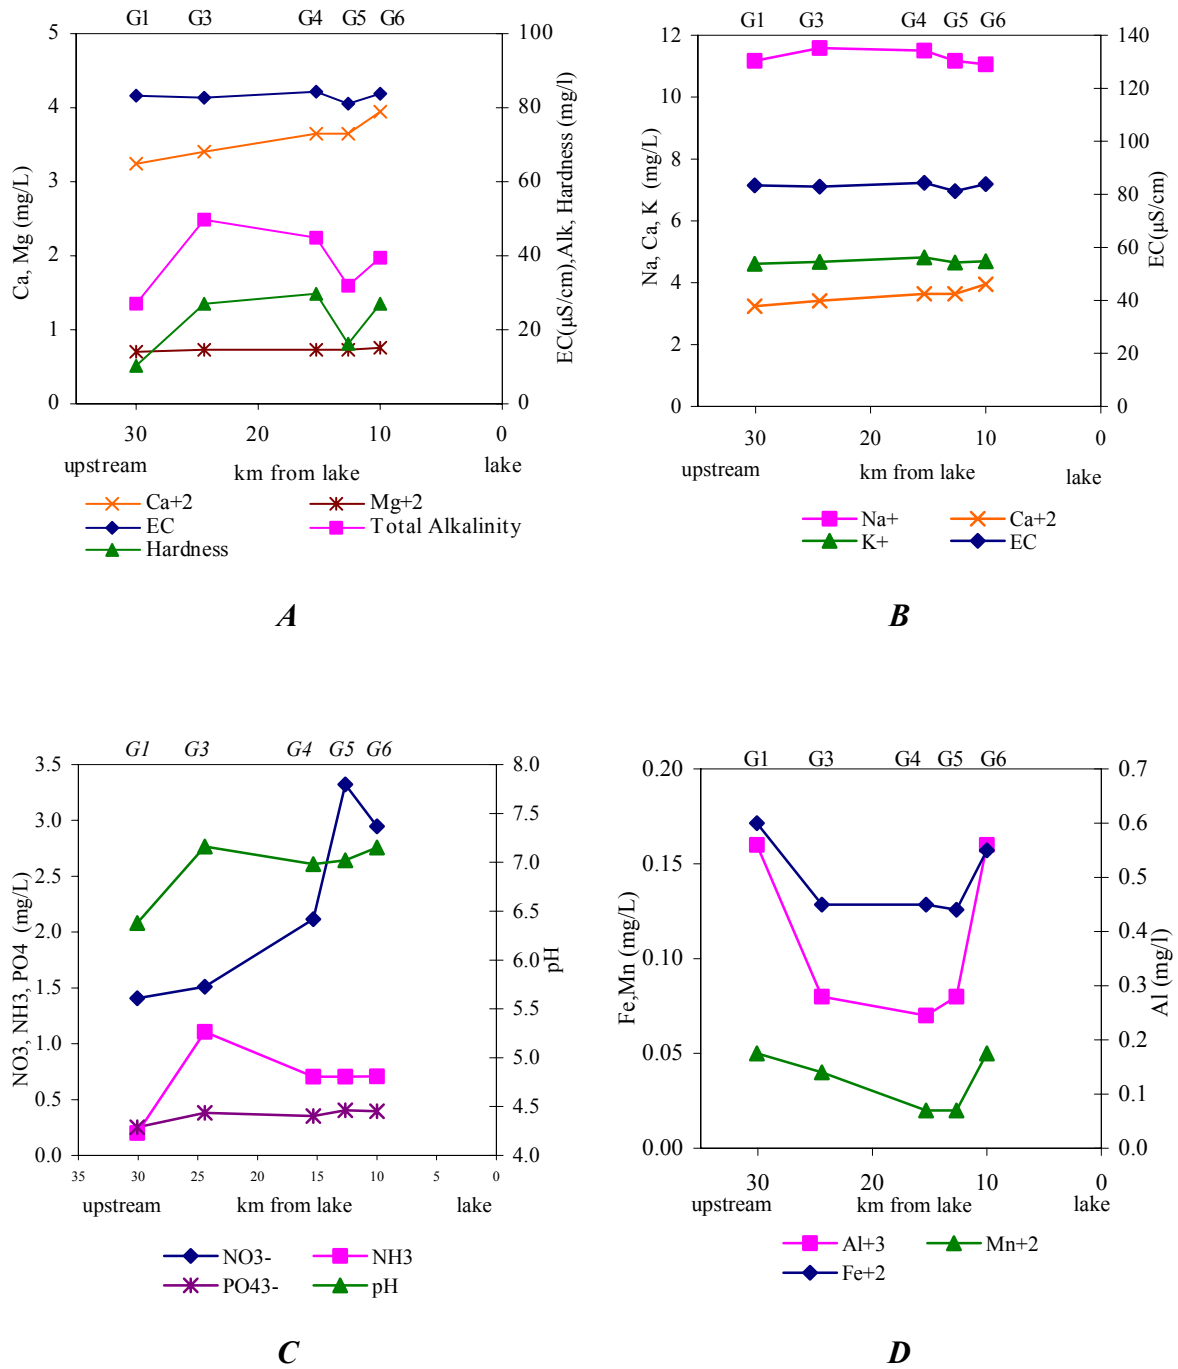 G1 G3 G4 G5 G6
5 4 3 2 1 0
Ca, Mg (mg/L)
100 80 60 40 20 0
EC(µS/cm),Alk, Hardness (mg/l)
30 20 10 0
upstream km from lake lake
Ca+2 Mg+2
EC Total Alkalinity
Hardness
A
G1 G3 G4 G5 G6
12 10 8 6 4 2 0
Na, Ca, K (mg/L)
140 120 100 80 60 40 20 0
EC(µS/cm)
30 20 10 0
upstream km from lake lake
Na+ Ca+2
K+ EC
B
G1 G3 G4 G5 G6
3.5 3.0 2.5 2.0 1.5 1.0 0.5 0.0
NO3, NH3, PO4 (mg/L)
8.0 7.5 7.0 6.5 6.0 5.5 5.0 4.5 4.0
pH
35 30 25 20 15 10 5 0
upstream km from lake lake
NO3- NH3
PO43- pH
C
G1 G3 G4 G5 G6
0.20 0.15 0.10 0.05 0.00
Fe,Mn (mg/L)
0.7 0.6 0.5 0.4 0.3 0.2 0.1 0.0
Al (mg/l)
30 20 10 0
upstream km from lake lake
Al+3 Mn+2
Fe+2
D